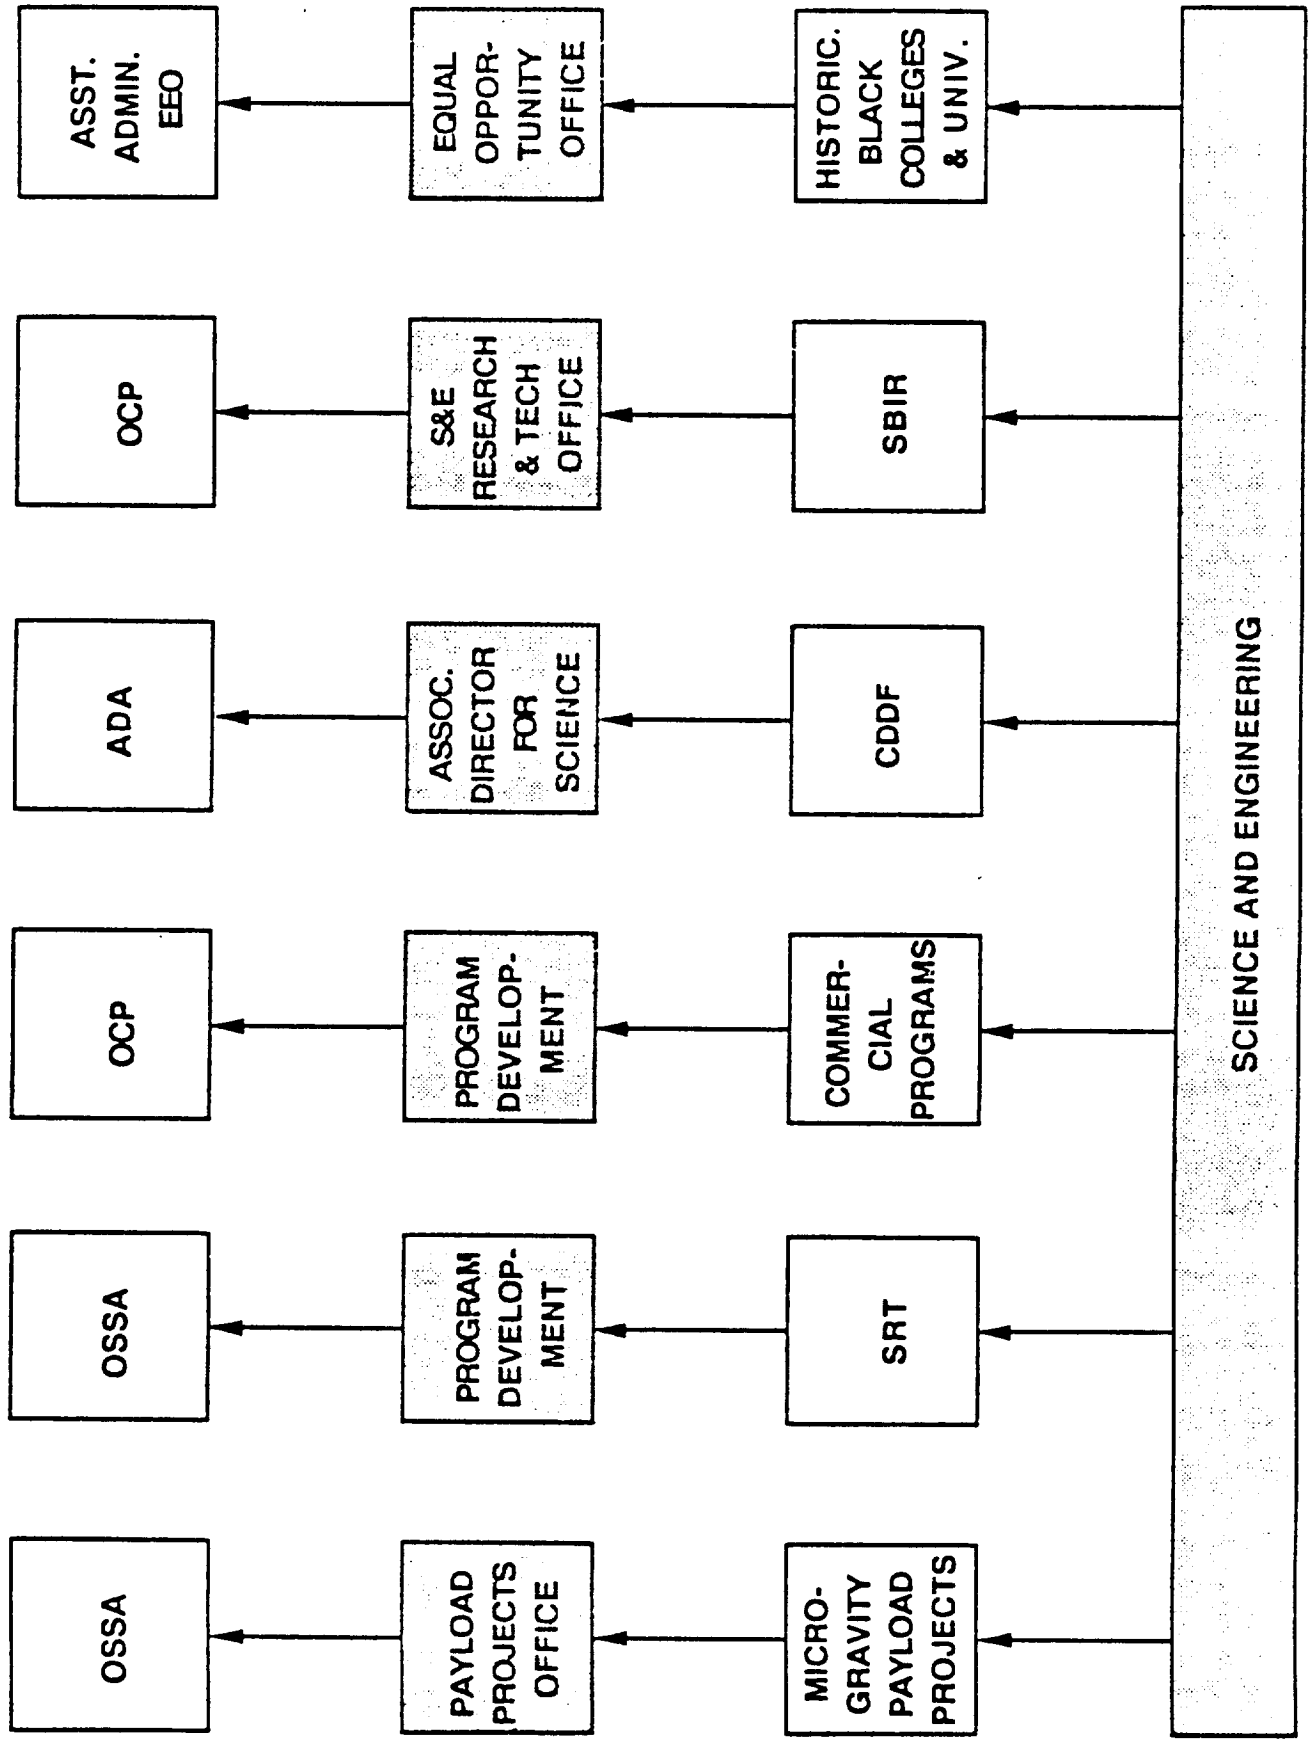 OSSA
OSSA
OCP
ADA
OCP
ASST.
ADMIN.
EEO
PAYLOAD
PROJECTS
OFFICE
PROGRAM
DEVELOP-
MENT
PROGRAM
DEVELOP-
MENT
ASSOC.
DIRECTOR
FOR
SCIENCE
S&E
RESEARCH
& TECH
OFFICE
EQUAL
OPPOR-
TUNITY
OFFICE
MICRO-
GRAVITY
PAYLOAD
PROJECTS
SRT
COMMER-
CIAL
PROGRAMS
CDDF
SBIR
HISTORIC.
BLACK
COLLEGES
& UNIV.
SCIENCE AND ENGINEERING